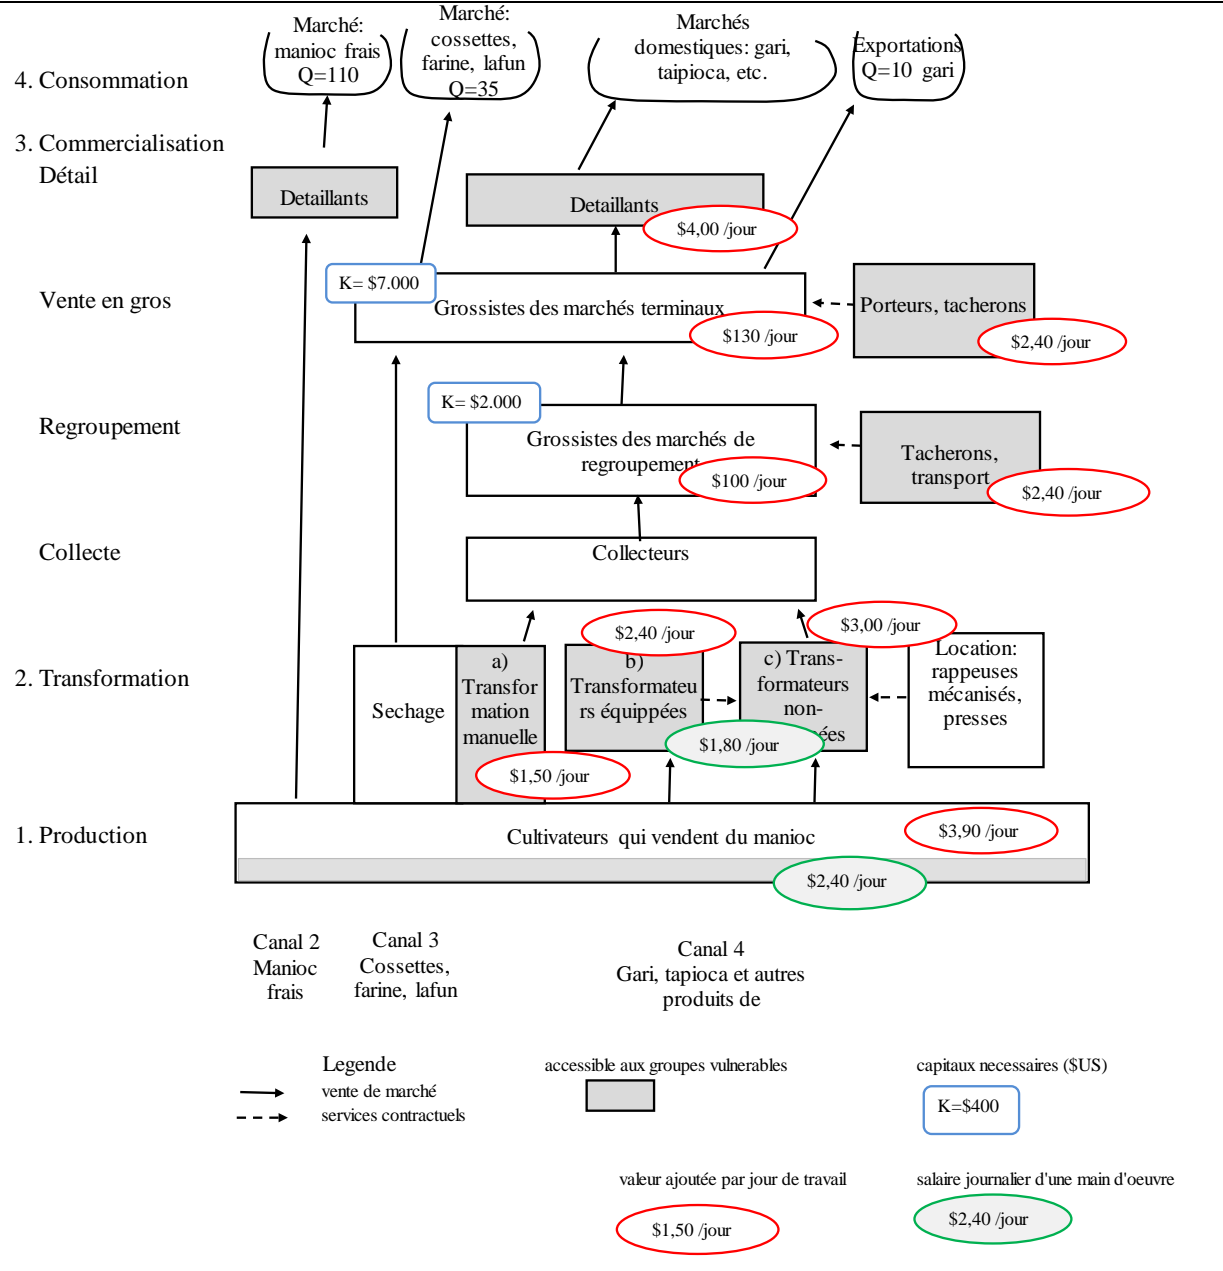 Marché:
manioc frais
Q=110
Marché:
cossettes,
farine, lafun
Q=35
Marchés
domestiques: gari,
taipioca, etc.
Exportations
Q=10 gari
4. Consommation
3. Commercialisation
Détail
Detaillants
Detaillants
$4,00 /jour
Vente en gros
K= $7.000
Grossistes des marchés terminaux
$130 /jour
Porteurs, tacherons
$2,40 /jour
Regroupement
K= $2.000
Grossistes des marchés de
regroupement
$100 /jour
Tacherons,
transport
$2,40 /jour
Collecte
Collecteurs
2. Transformation
Sechage
a)
Transfor
mation
manuelle
$1,50 /jour
$2,40 /jour
b)
Transformateu
rs équippées
$3,00 /jour
c) Trans-
formateurs
non-
ées
$1,80 /jour
Location:
rappeuses
mécanisés,
presses
1. Production
Cultivateurs qui vendent du manioc
$3,90 /jour
$2,40 /jour
Canal 2
Manioc
frais
Canal 3
Cossettes,
farine, lafun
Canal 4
Gari, tapioca et autres
produits de
Legende
vente de marché
services contractuels
accessible aux groupes vulnerables
capitaux necessaires ($US)
K=$400
valeur ajoutée par jour de travail
$1,50 /jour
salaire journalier d'une main d'oeuvre
$2,40 /jour